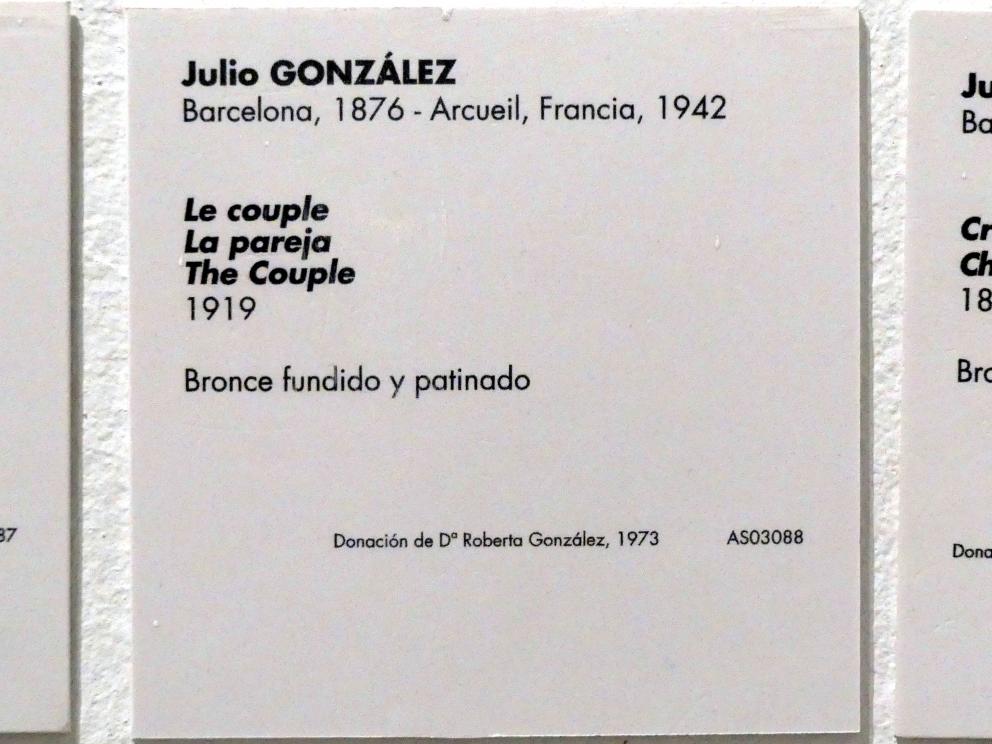 Julio GONZÁLEZ
Barcelona, 1876 - Arcueil, Francia, 1942
Le couple
La pareja
The Couple
1919
Bronce fundido y patinado
Donación de Dª Roberta González, 1973 AS03088